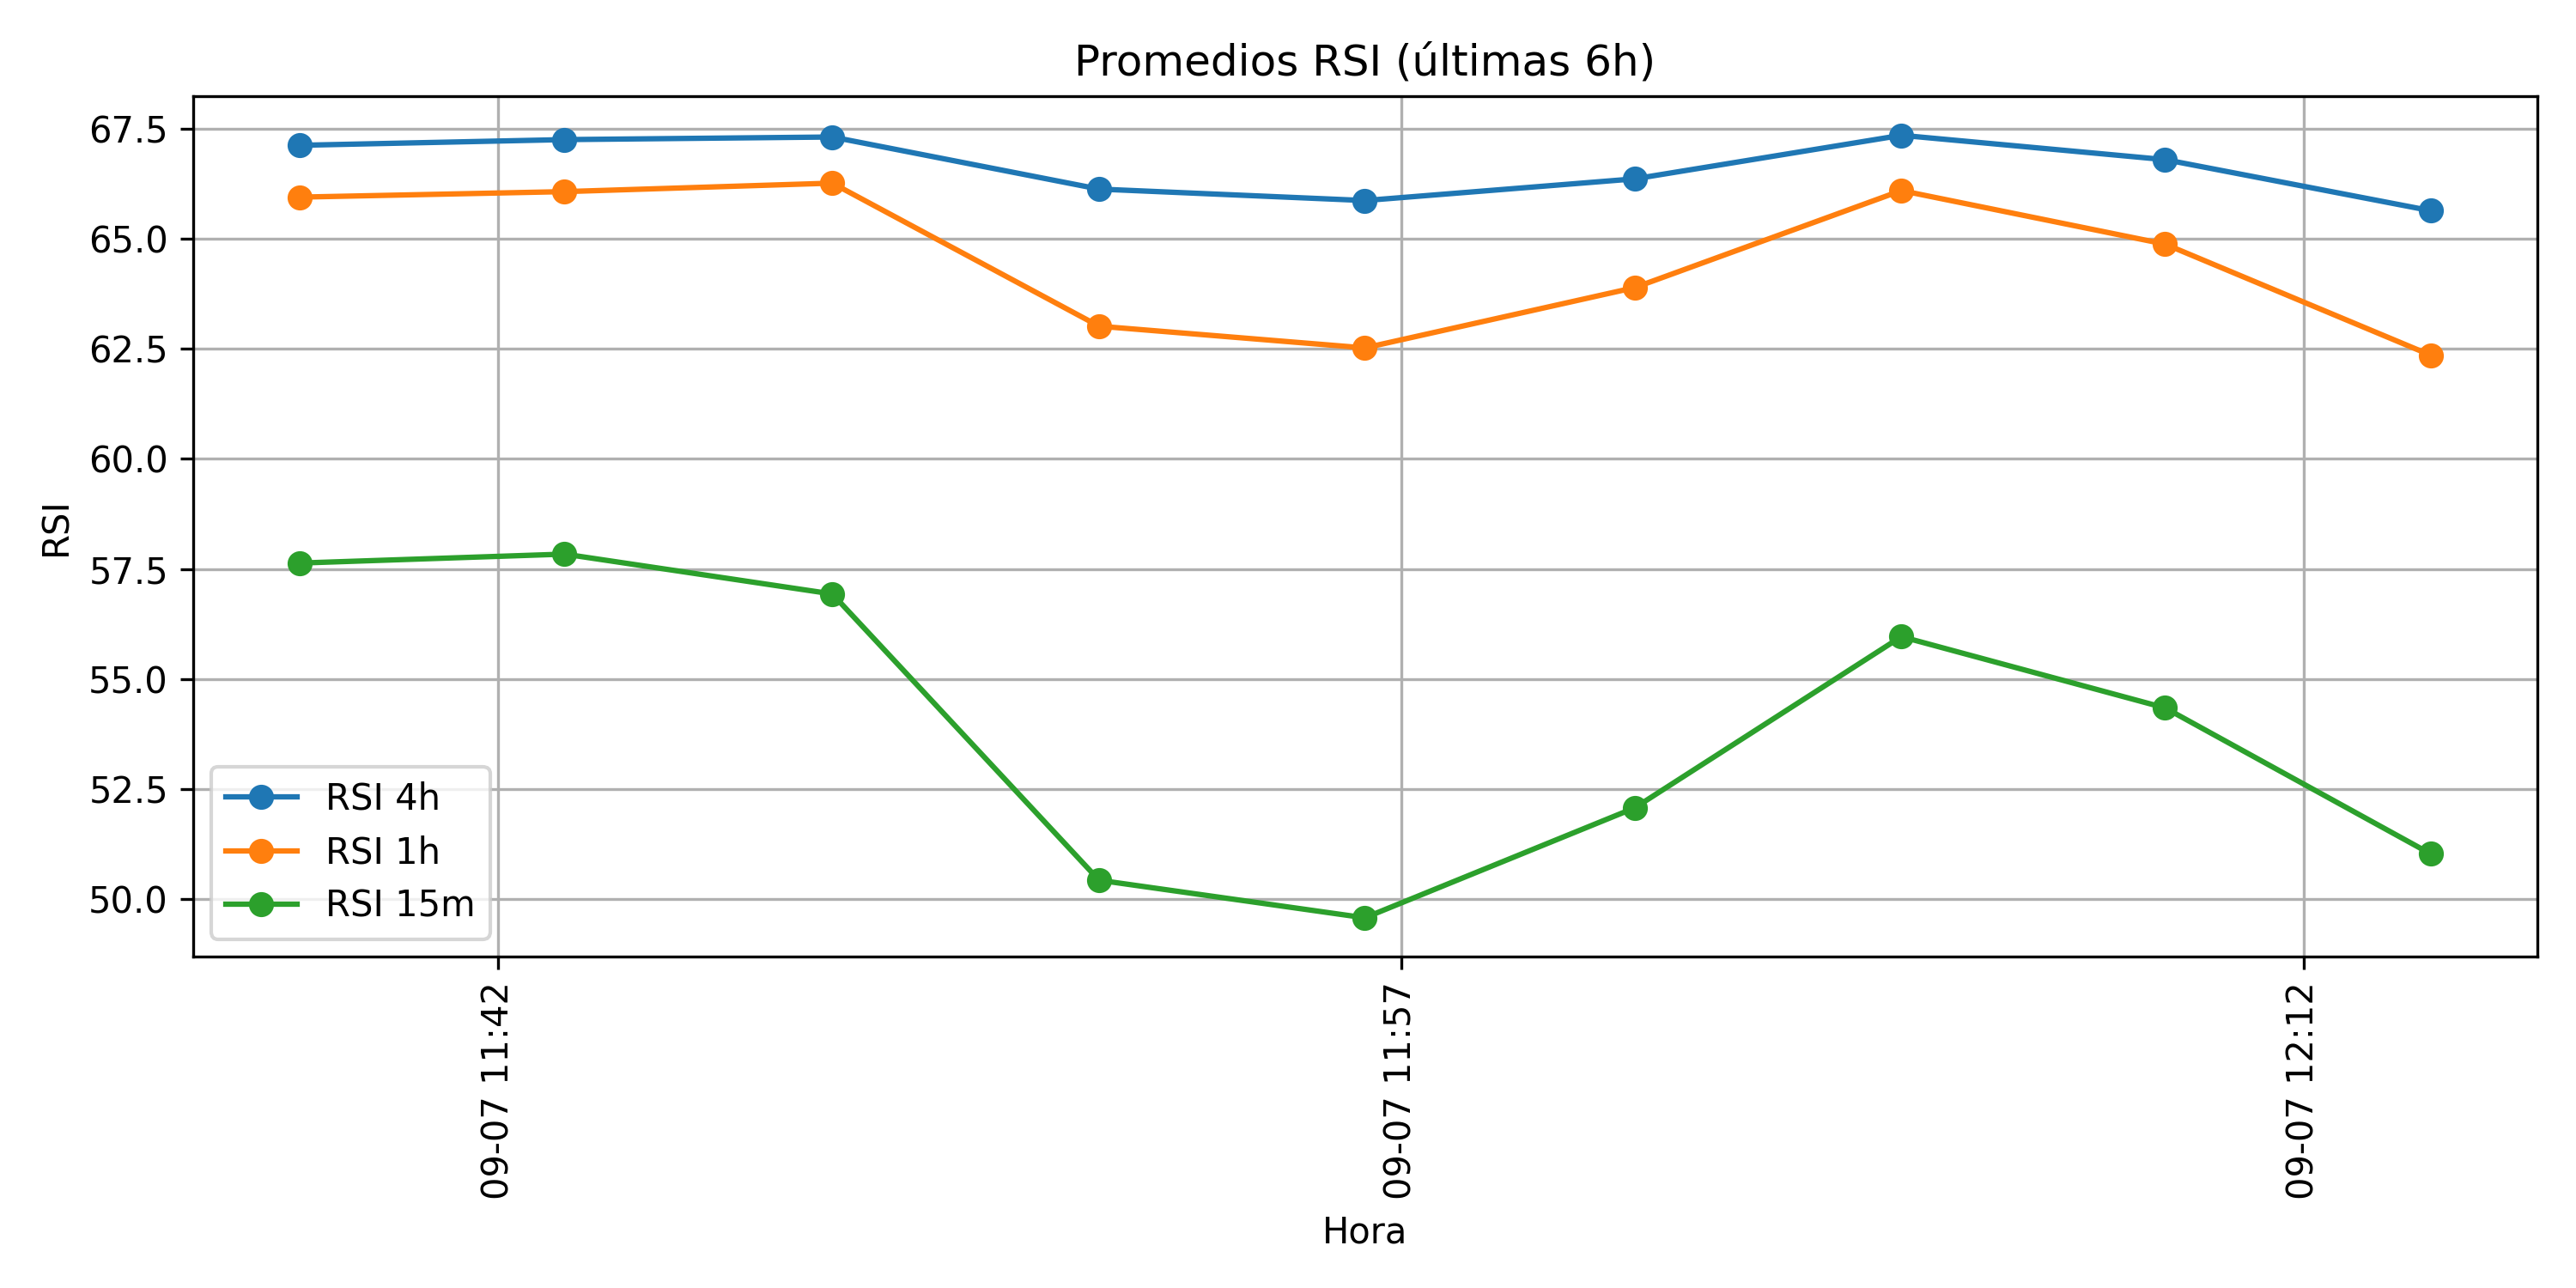 Promedios RSI (últimas 6h)
67.5
65.0
62.5
60.0
57.5
55.0
52.5
50.0
RSI
RSI 4h
RSI 1h
RSI 15m
09-07 11:42
09-07 11:57
09-07 12:12
Hora